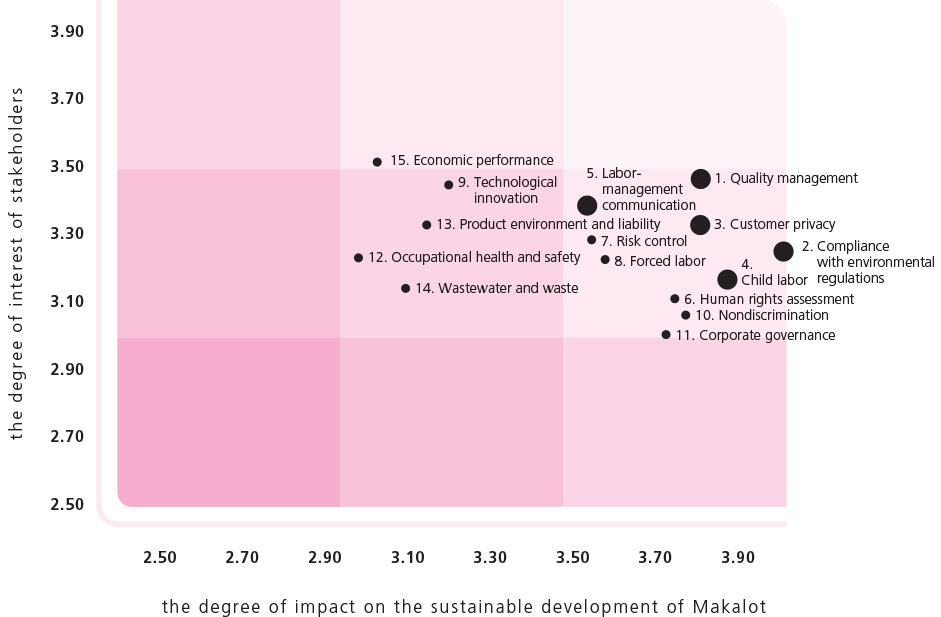 3.90
3.70
3.50
3.30
3.10
2.90
2.70
2.50
the degree of interest of stakeholders
15. Economic performance
9. Technological
innovation
5. Labor-
management
communication
1. Quality management
13. Product environment and liability
3. Customer privacy
7. Risk control
2. Compliance
with environmental
regulations
12. Occupational health and safety
8. Forced labor
4.
Child labor
14. Wastewater and waste
6. Human rights assessment
10. Nondiscrimination
11. Corporate governance
2.50 2.70 2.90 3.10 3.30 3.50 3.70 3.90
the degree of impact on the sustainable development of Makalot